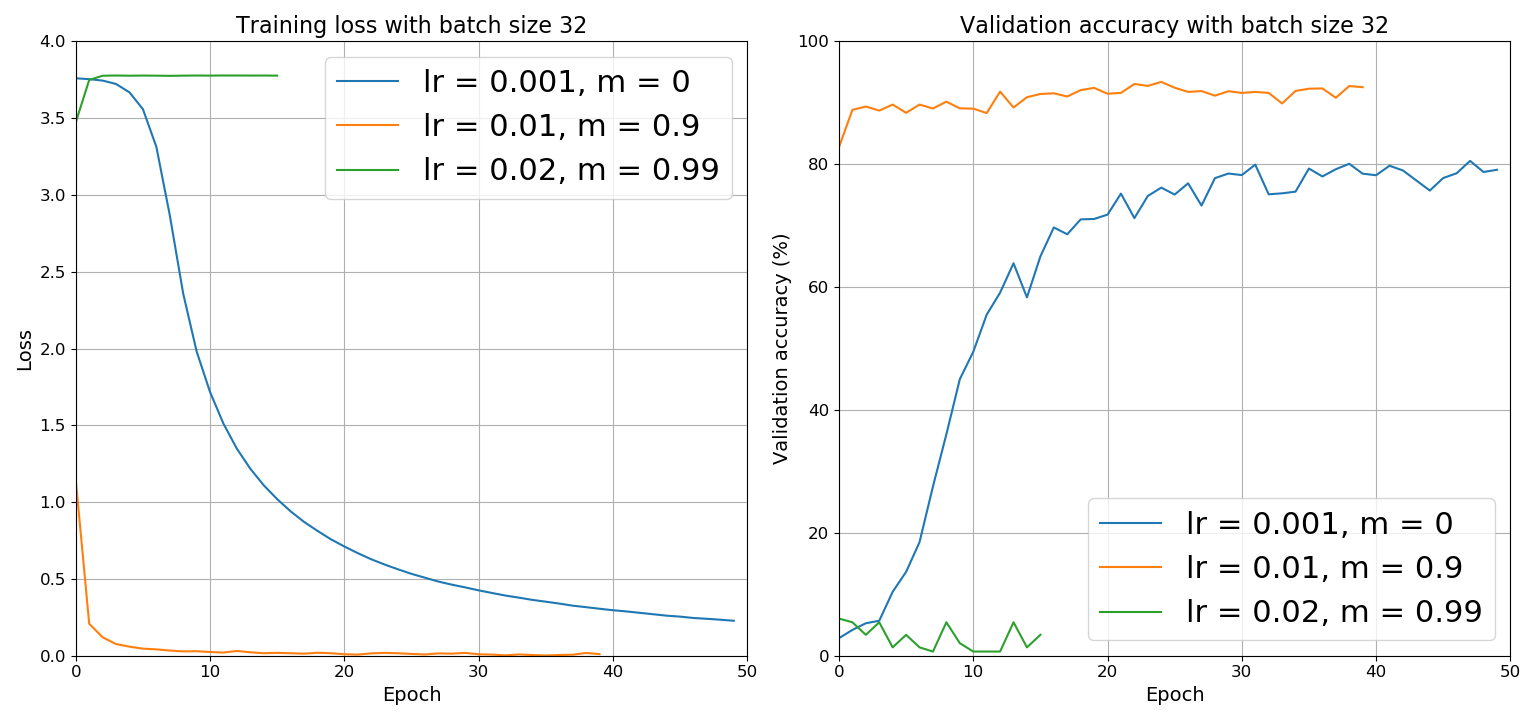 Training loss with batch size 32
4.0
3.5
3.0
2.5
2.0
1.5
1.0
0.5
0.0
Loss
lr = 0.001, m = 0
lr = 0.01, m = 0.9
lr = 0.02, m = 0.99
0 10 20 30 40 50
Epoch
Validation accuracy with batch size 32
100
80
60
40
20
0
Validation accuracy (%)
lr = 0.001, m = 0
lr = 0.01, m = 0.9
lr = 0.02, m = 0.99
0 10 20 30 40 50
Epoch